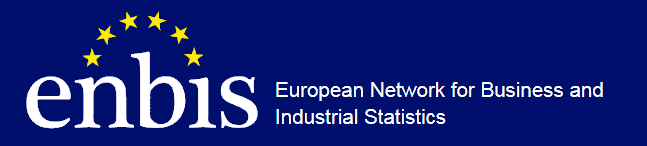 enbis
European Network for Business and
Industrial Statistics